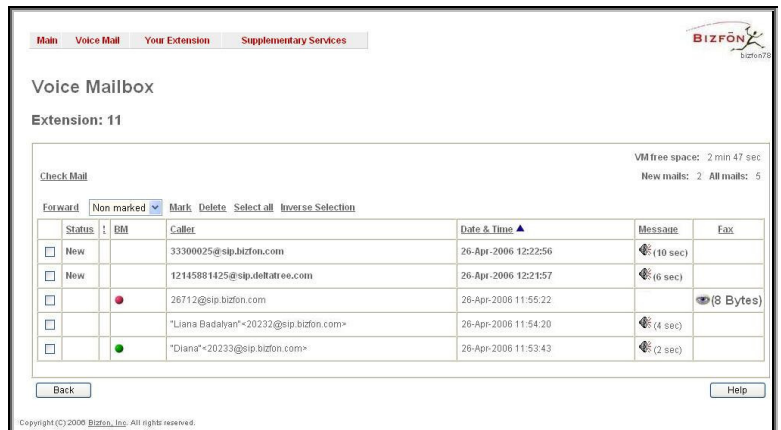 Main Voice Mail Your Extension Supplementary Services
BIZFŌN
bizfon78
Voice Mailbox
Extension: 11
VM free space: 2 min 47 sec
Check Mail New mails: 2 All mails: 5
Forward Non marked Mark Delete Select all Inverse Selection
Status ! BM Caller Date & Time Message Fax
New 33300025@sip.bizfon.com 26-Apr-2006 12:22:56 (10 sec)
New 12145881425@sip.deltatree.com 26-Apr-2006 12:21:57 (6 sec)
26712@sip.bizfon.com 26-Apr-2006 11:55:22 (8 Bytes)
"Liana Badalyan"<20232@sip.bizfon.com> 26-Apr-2006 11:54:20 (4 sec)
"Diana"<20233@sip.bizfon.com> 26-Apr-2006 11:53:43 (2 sec)
Back Help
Copyright (C) 2006 Bizfon, Inc. All rights reserved.